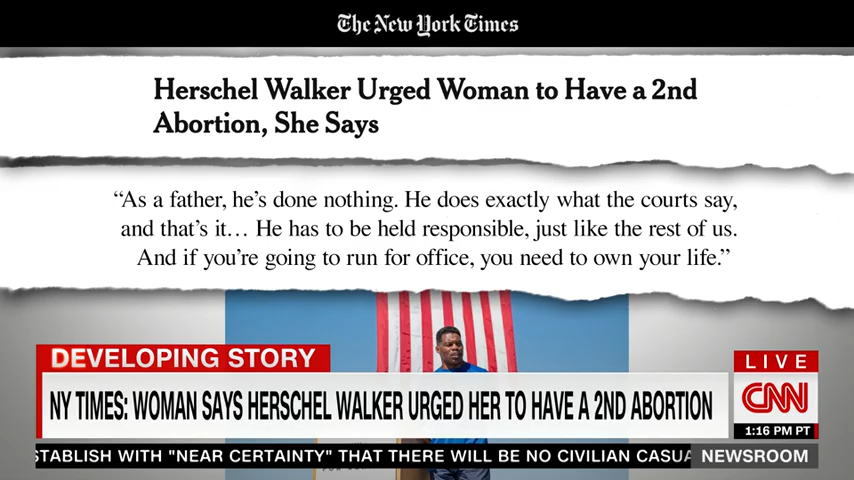 The New York Times
Herschel Walker Urged Woman to Have a 2nd
Abortion, She Says
“As a father, he’s done nothing. He does exactly what the courts say,
and that’s it… He has to be held responsible, just like the rest of us.
And if you’re going to run for office, you need to own your life.”
DEVELOPING STORY
LIVE
NY TIMES: WOMAN SAYS HERSCHEL WALKER URGED HER TO HAVE A 2ND ABORTION
CNN
1:16 PM PT
STABLISH WITH "NEAR CERTAINTY" THAT THERE WILL BE NO CIVILIAN CASUA
NEWSROOM